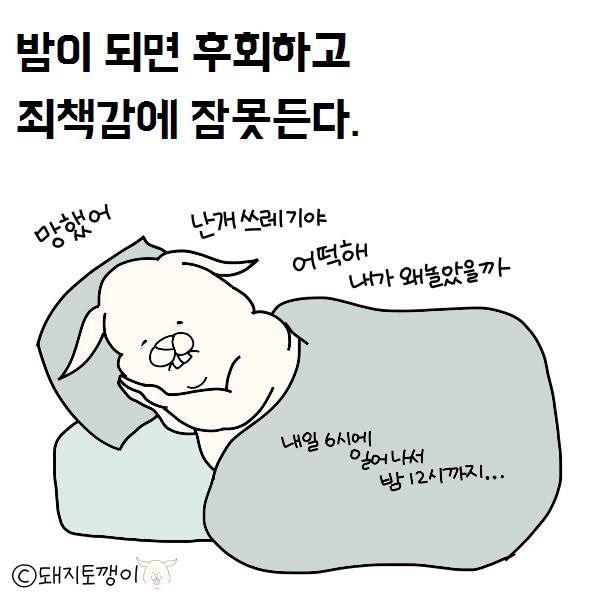 밤이 되면 후회하고
죄책감에 잠못든다.
망했어
난개쓰레기야
어떡해
내가 왜놀았을까
내일 6시에
일어나서
밤 12시까지...
©돼지토깽이